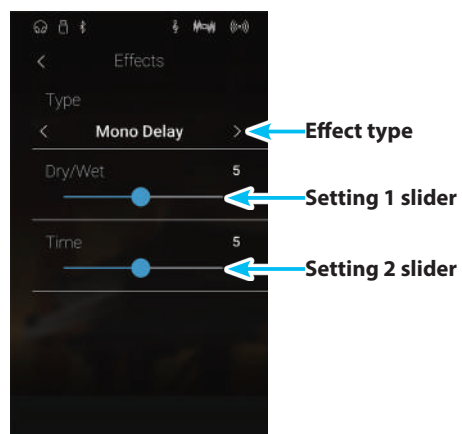 Effects
Type
Mono Delay
Effect type
Dry/Wet 5
Setting 1 slider
Time 5
Setting 2 slider